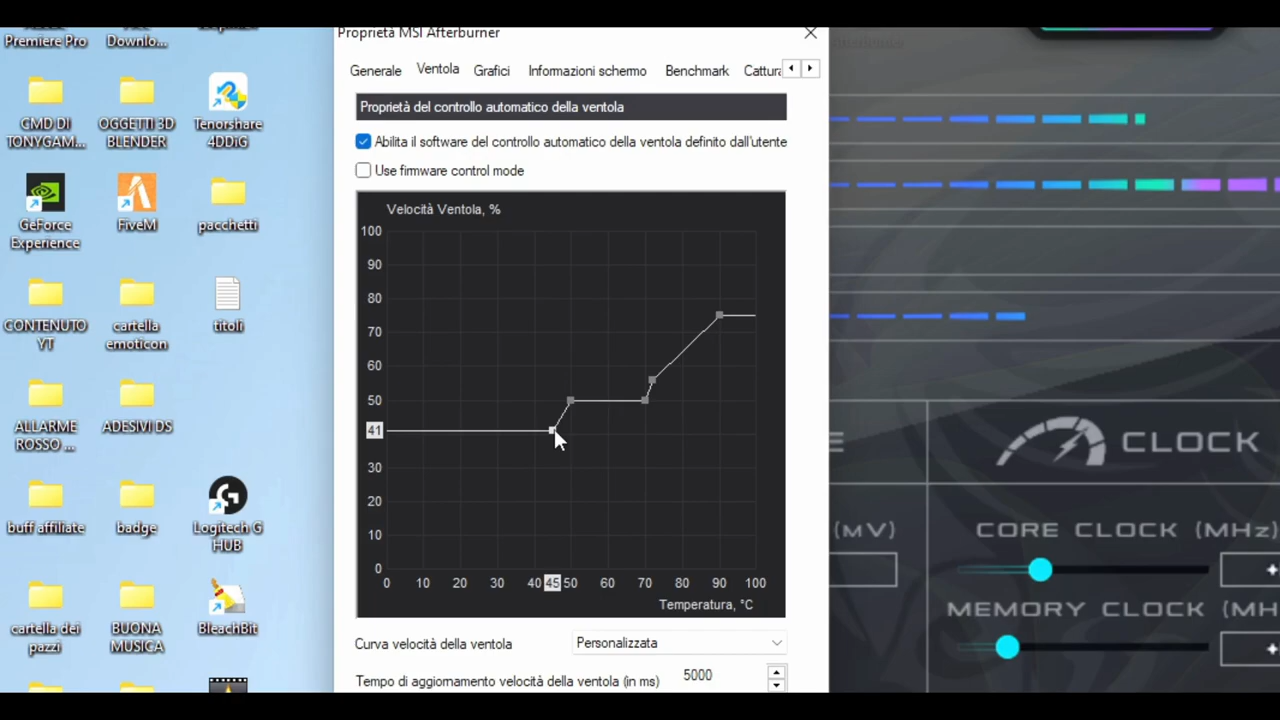 Premiere Pro
Downlo...
CMD DI
TONYGAM...
OGGETTI 3D
BLENDER
Tenorshare
4DDiG
GeForce
Experience
FiveM
pacchetti
CONTENUTO
YT
cartella
emoticon
titoli
ALLARME
ROSSO ...
ADESIVI DS
buff affiliate
badge
Logitech G
HUB
cartella dei
pazzi
BUONA
MUSICA
BleachBit
Proprietà MSI Afterburner
Generale Ventola Grafici Informazioni schermo Benchmark Cattura
Proprietà del controllo automatico della ventola
Abilita il software del controllo automatico della ventola definito dall'utente
Use firmware control mode
Velocità Ventola, %
100
90
80
70
60
50
41
30
20
10
0
0 10 20 30 40 45 50 60 70 80 90 100
Temperatura, °C
Curva velocità della ventola Personalizzata
Tempo di aggiornamento velocità della ventola (in ms) 5000
CLOCK
(MV)
CORE CLOCK (MHz)
+
MEMORY CLOCK (MH
+